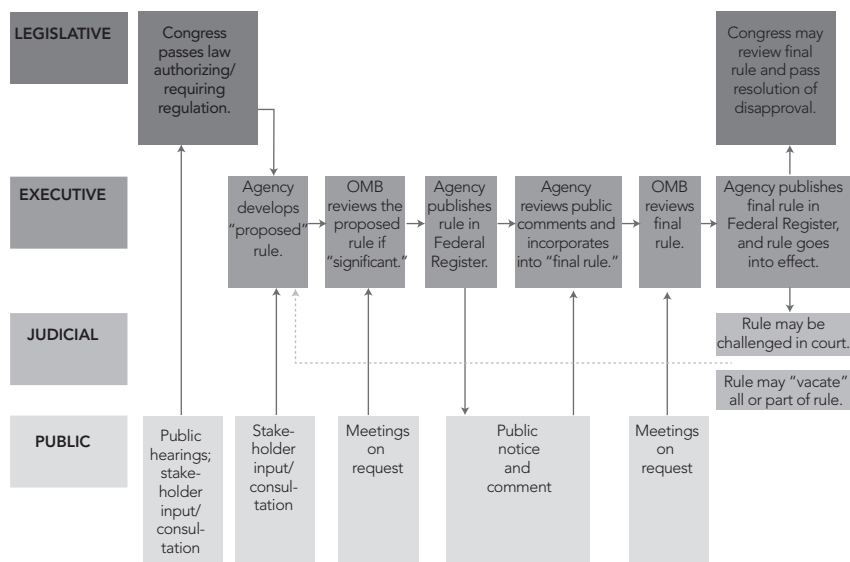 LEGISLATIVE
Congress
passes law
authorizing/
requiring
regulation.
Congress may
review final
rule and pass
resolution of
disapproval.
EXECUTIVE
Agency
develops
"proposed"
rule.
OMB
reviews the
proposed
rule if
"significant."
Agency
publishes
rule in
Federal
Register.
Agency
reviews public
comments and
incorporates
into "final rule."
OMB
reviews
final
rule.
Agency publishes
final rule in
Federal Register,
and rule goes
into effect.
JUDICIAL
Rule may be
challenged in court.
Rule may "vacate"
all or part of rule.
PUBLIC
Public
hearings;
stake-
holder
input/
consul-
tation
Stake-
holder
input/
consul-
tation
Meetings
on
request
Public
notice
and
comment
Meetings
on
request